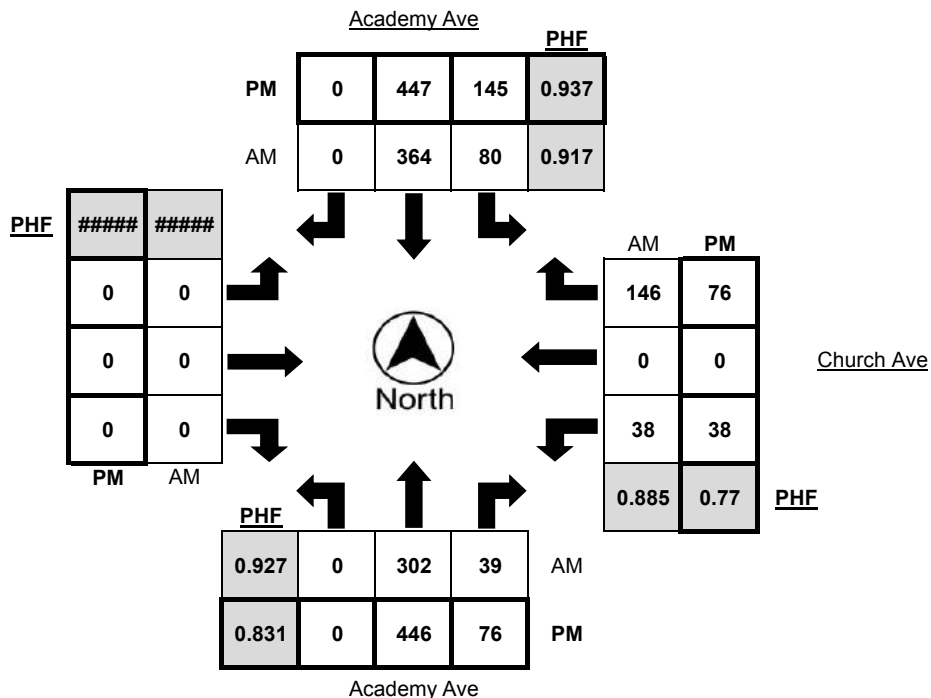 Academy Ave
PHF
PM 0 447 145 0.937
AM 0 364 80 0.917
PHF ##### #####
0 0
0 0
0 0
PM AM
AM PM
146 76
0 0
38 38
0.885 0.77 PHF
Church Ave
North
PHF
0.927 0 302 39 AM
0.831 0 446 76 PM
Academy Ave